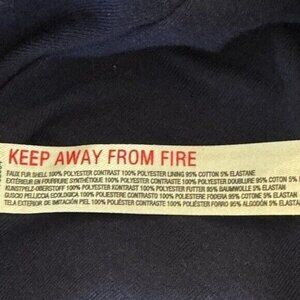 KEEP AWAY FROM FIRE
FAUX FUR SHELL 100% POLYESTER CONTRAST 100% POLYESTER LINING 95% COTTON 5% ELASTANE
EXTÉRIEUR EN FOURRURE SYNTHÉTIQUE 100% POLYESTER CONTRASTE 100% POLYESTER DOUBLURE 95% COTON 5%
KUNSTPELZ-OBERSTOFF 100% POLYESTER KONTRAST 100% POLYESTER FUTTER 95% BAUMWOLLE 5% ELASTAN
GUSCIO PELLICCIA ECOLOGICA 100% POLIESTERE CONTRASTO 100% POLIESTERE FODERA 95% COTONE 5% ELASTAN
TELA EXTERIOR DE IMITACIÓN PIEL 100% POLIÉSTER CONTRASTE 100% POLIÉSTER FORRO 95% ALGODÓN 5% ELAST